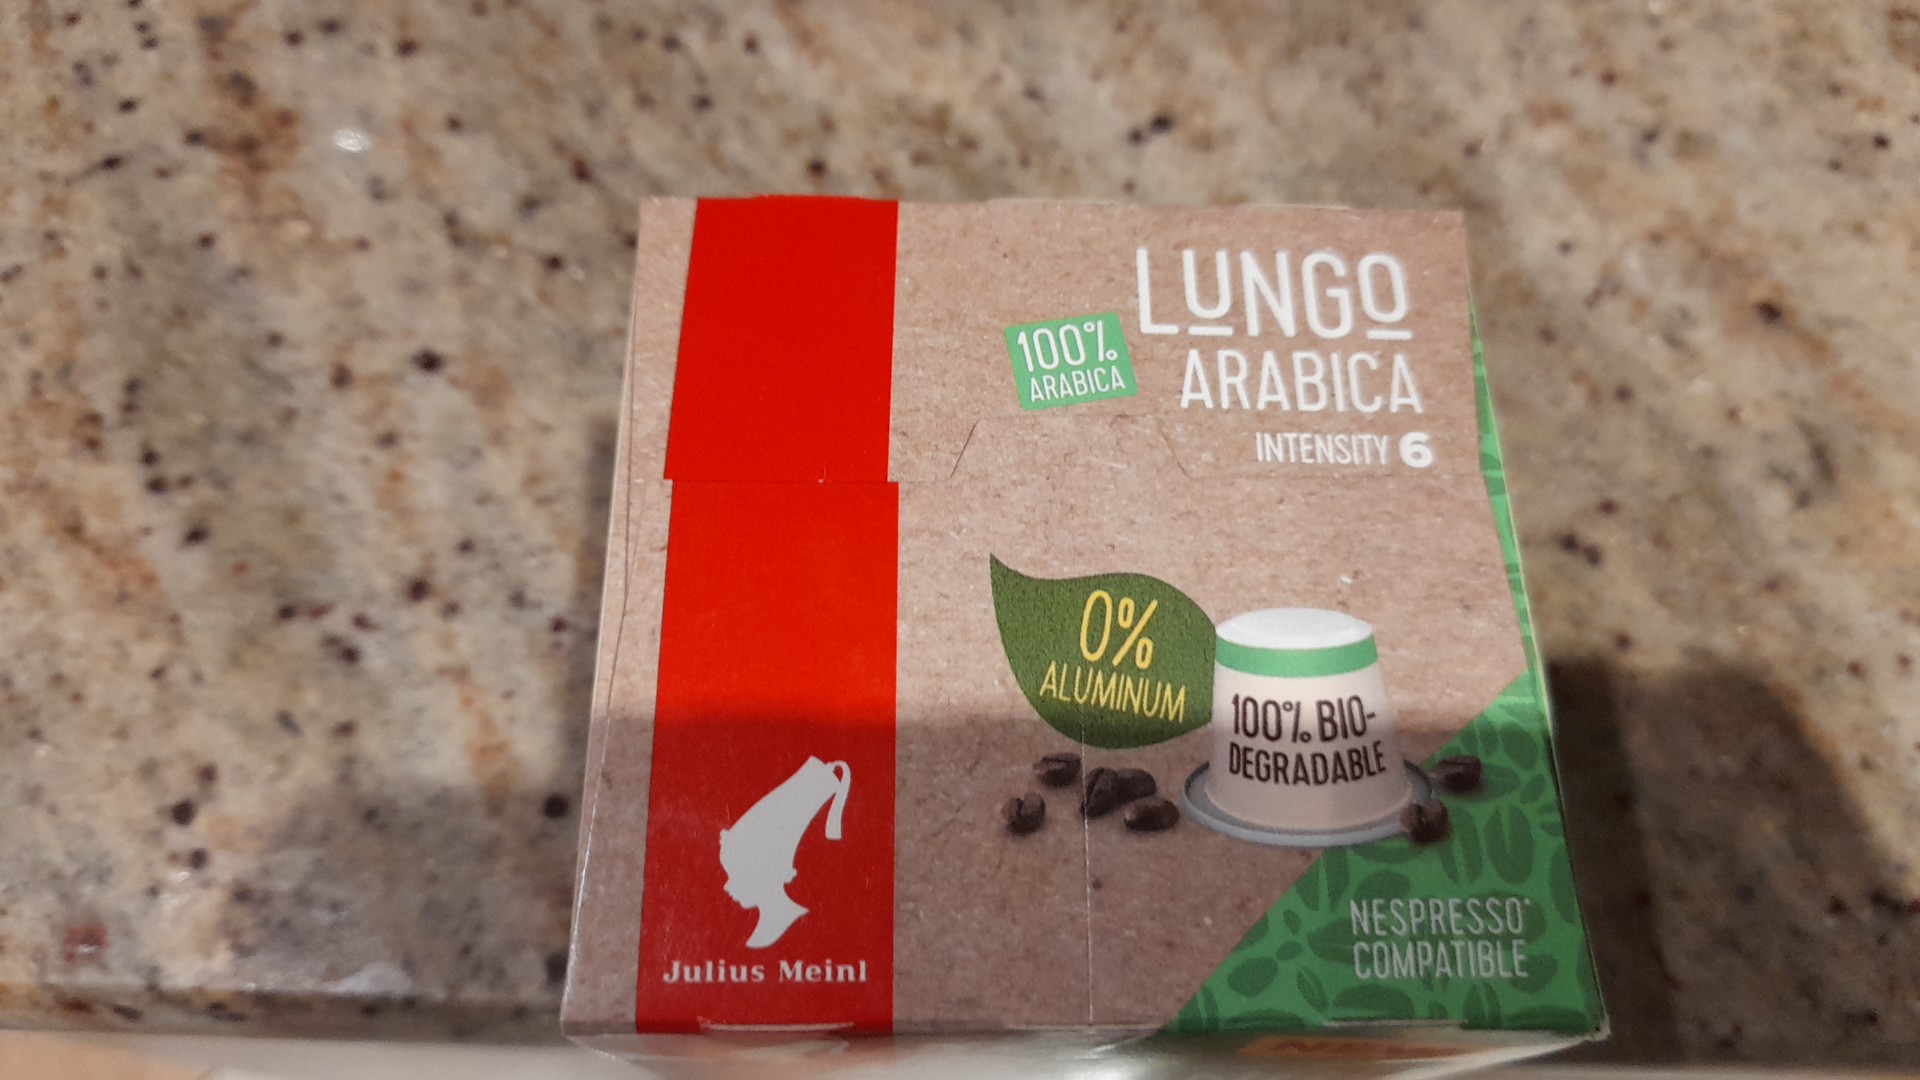 LUNGO
ARABICA
100%
ARABICA
INTENSITY 6
0%
ALUMINUM
100% BIO-
DEGRADABLE
Julius Meinl
NESPRESSO*
COMPATIBLE